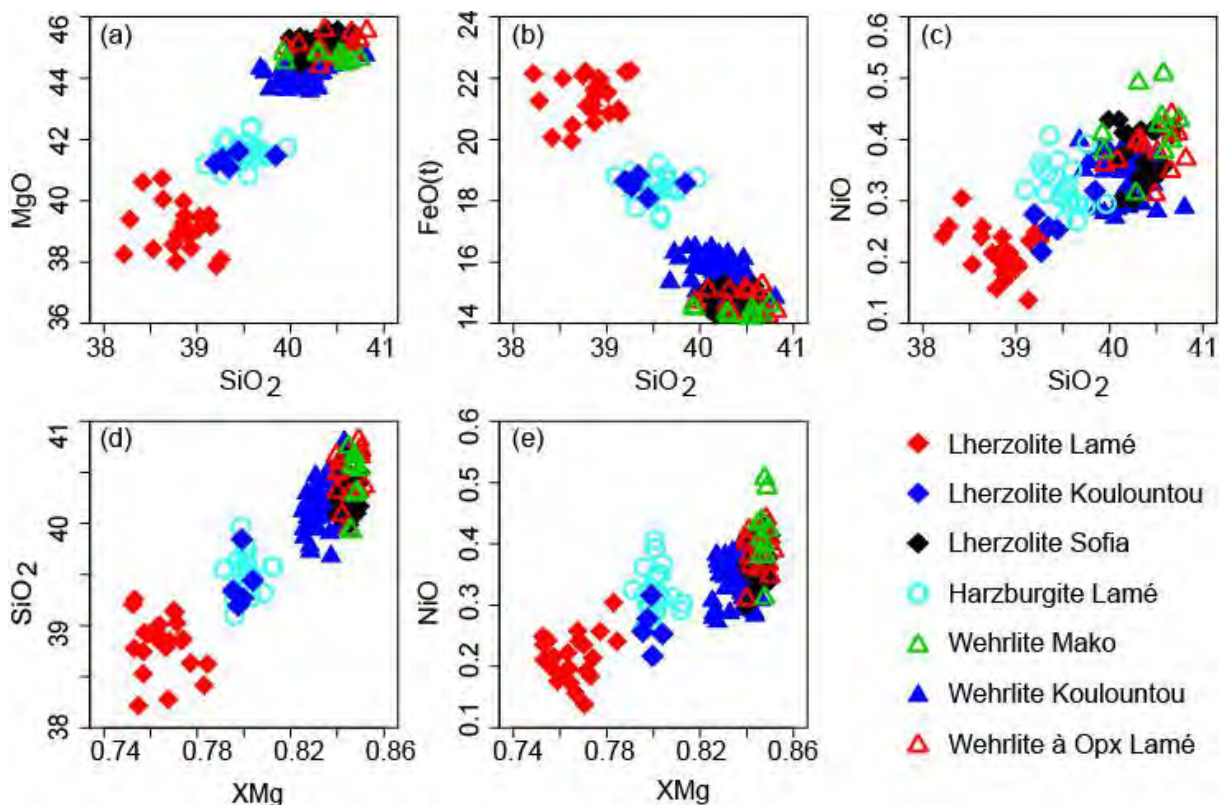 (a)
MgO
36 38 40 42 44 46
38 39 40 41
SiO2
(b)
FeO(t)
14 16 18 20 22 24
38 39 40 41
SiO2
(c)
NiO
0.1 0.2 0.3 0.4 0.5 0.6
38 39 40 41
SiO2
(d)
SiO2
38 39 40 41
0.74 0.78 0.82 0.86
XMg
(e)
NiO
0.1 0.2 0.3 0.4 0.5 0.6
0.74 0.78 0.82 0.86
XMg
Lherzolite Lamé
Lherzolite Koulountou
Lherzolite Sofia
Harzburgite Lamé
Wehrlite Mako
Wehrlite Koulountou
Wehrlite à Opx Lamé